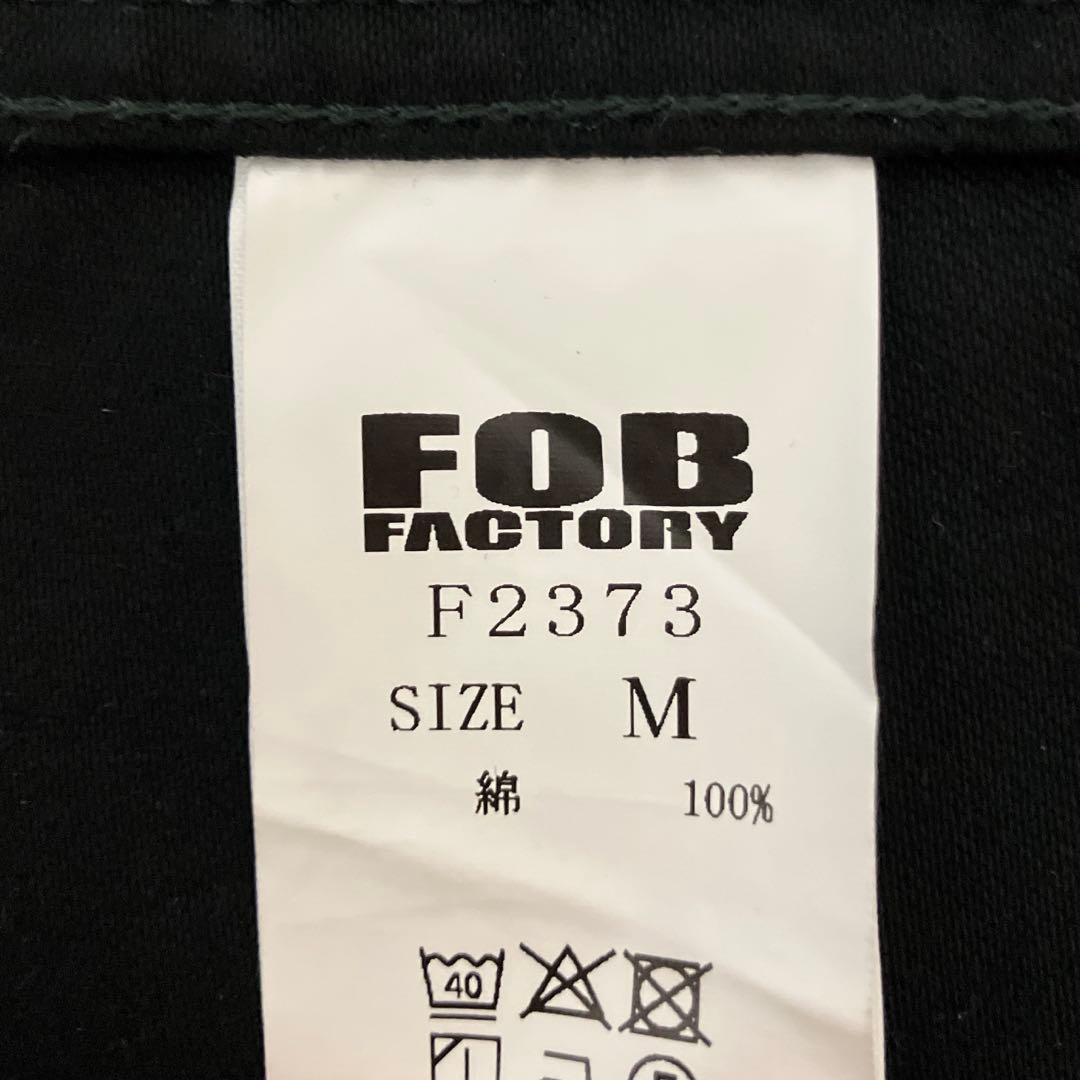 FOB
FACTORY
F2373
SIZE M
綿 100%
40